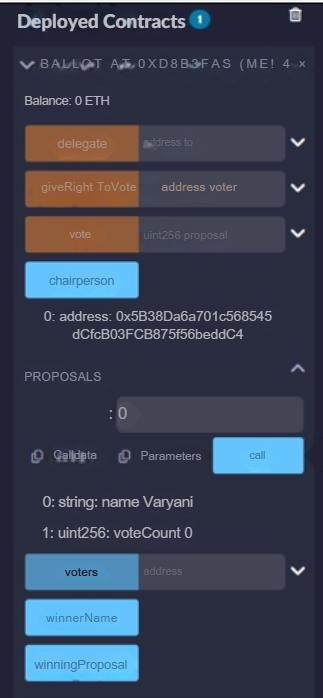 Deployed Contracts 1
BALLOT AT 0XD8B3FAS (ME! 4 ×
Balance: 0 ETH
delegate address to
giveRight ToVote address voter
vote uint256 proposal
chairperson
0: address: 0x5B38Da6a701c568545
dCfcB03FCB875f56beddC4
PROPOSALS
: 0
Calldata Parameters call
0: string: name Varyani
1: uint256: voteCount 0
voters address
winnerName
winningProposal